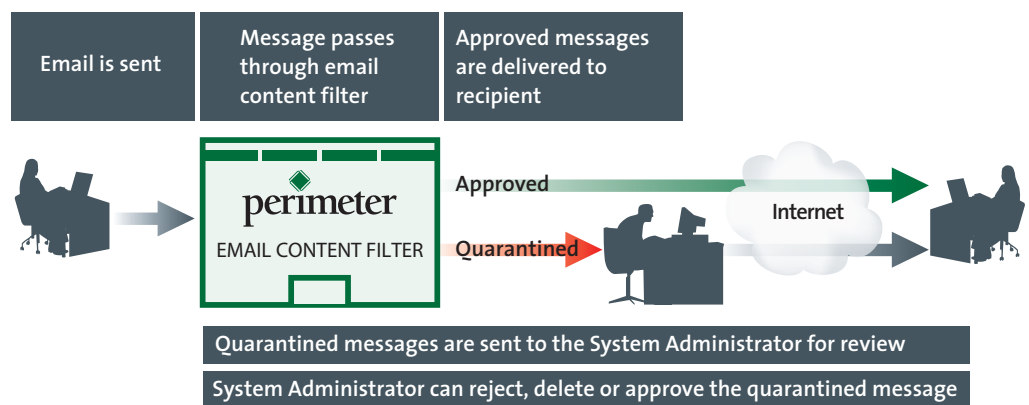 Email is sent
Message passes
through email
content filter
Approved messages
are delivered to
recipient
perimeter
EMAIL CONTENT FILTER
Approved
Quarantined
Internet
Quarantined messages are sent to the System Administrator for review
System Administrator can reject, delete or approve the quarantined message